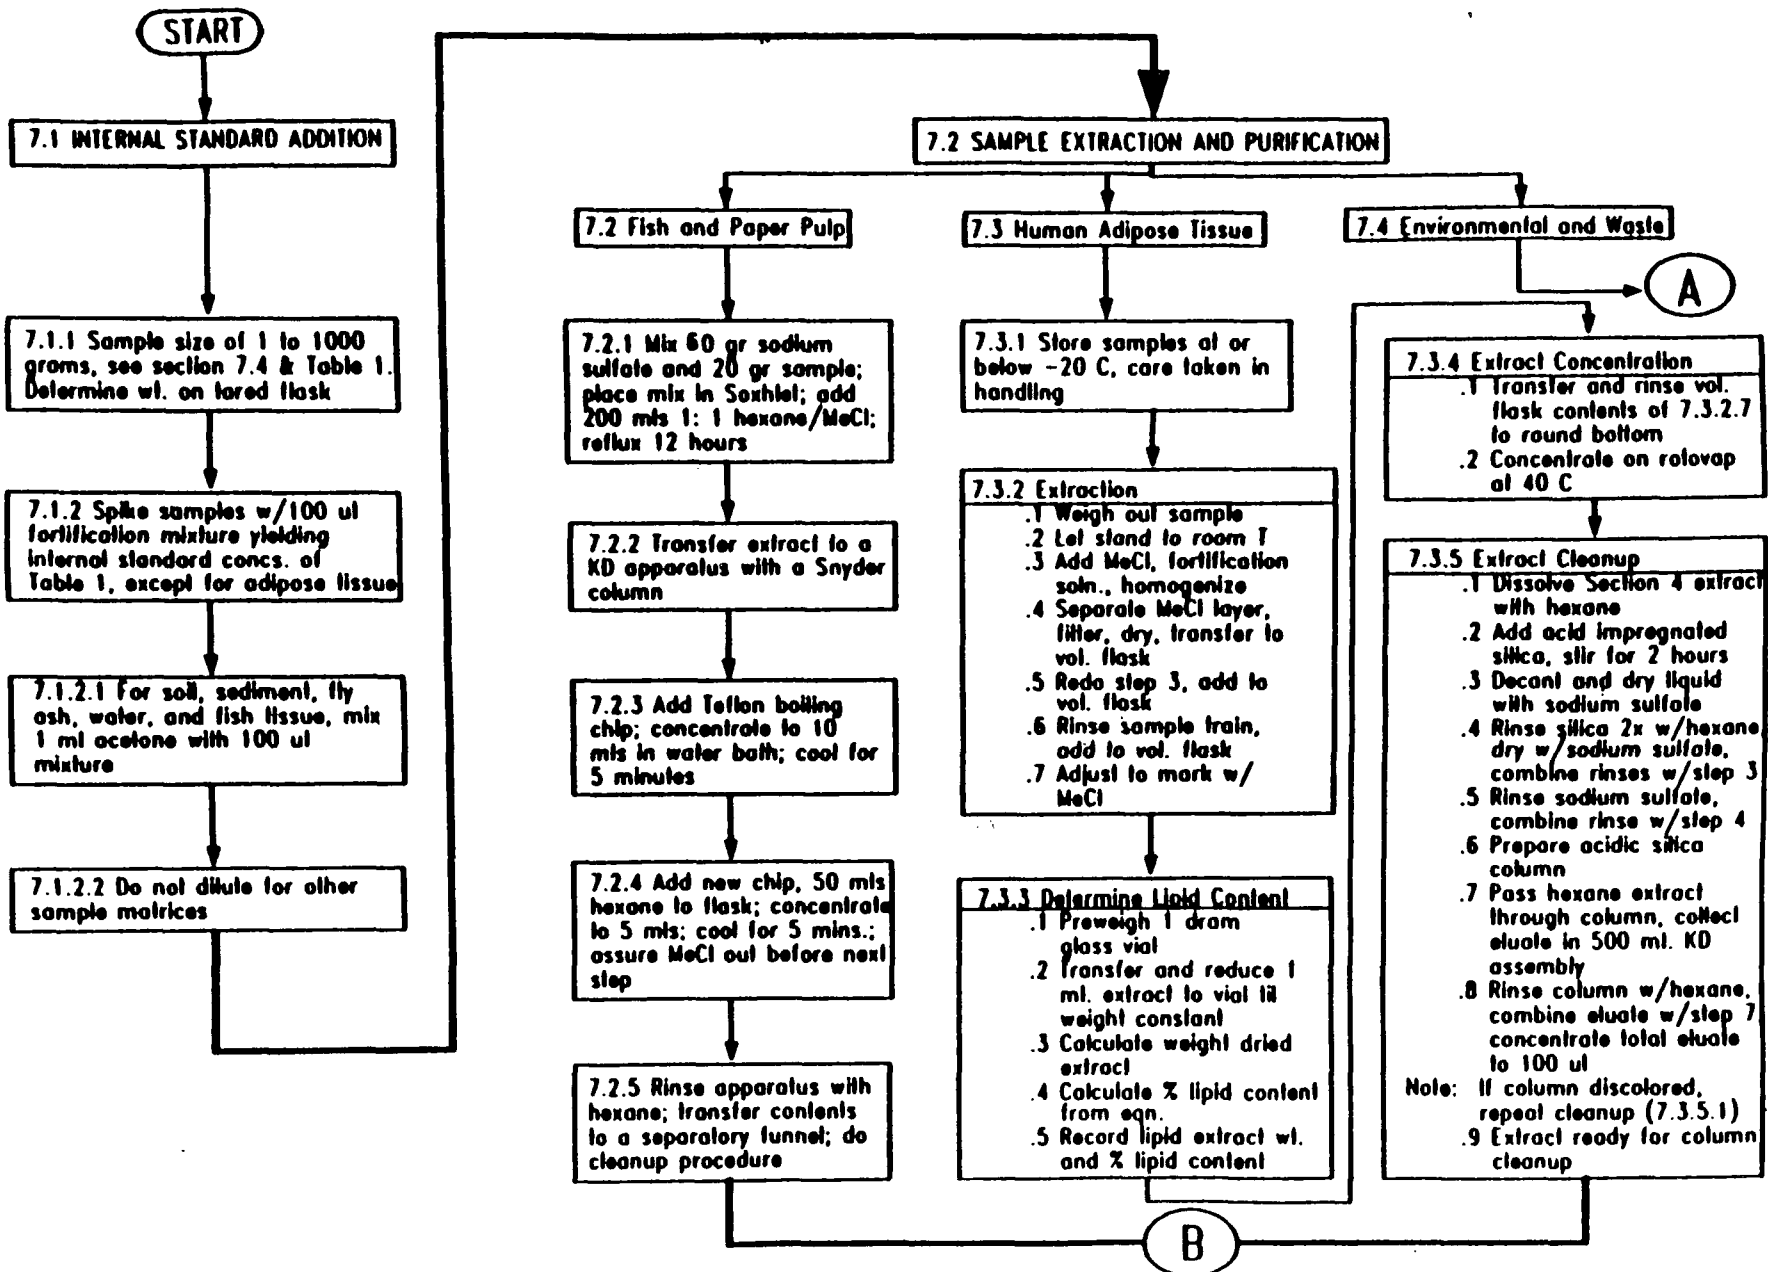 START
7.1 INTERNAL STANDARD ADDITION
7.1.1 Sample size of 1 to 1000
grams, see section 7.4 & Table 1.
Determine wt. on tared flask
7.1.2 Spike samples w/100 ul
fortification mixture yielding
internal standard concs. of
Table 1, except for adipose tissue
7.1.2.1 For soil, sediment, fly
ash, water, and fish tissue, mix
1 ml acetone with 100 ul
mixture
7.1.2.2 Do not dilute for other
sample matrices
7.2 SAMPLE EXTRACTION AND PURIFICATION
7.2 Fish and Paper Pulp
7.2.1 Mix 60 gr sodium
sulfate and 20 gr sample;
place mix in Soxhlet; add
200 mls 1: 1 hexane/MeCl;
reflux 12 hours
7.2.2 Transfer extract to a
KD apparatus with a Snyder
column
7.2.3 Add Teflon boiling
chip; concentrate to 10
mls in water bath; cool for
5 minutes
7.2.4 Add new chip, 50 mls
hexane to flask; concentrate
to 5 mls; cool for 5 mins.;
assure MeCl out before next
step
7.2.5 Rinse apparatus with
hexane; transfer contents
to a separatory funnel; do
cleanup procedure
7.3 Human Adipose Tissue
7.3.1 Store samples at or
below -20 C, care taken in
handling
7.3.2 Extraction
.1 Weigh out sample
.2 Let stand to room T
.3 Add MeCl, fortification
soln., homogenize
.4 Separate MeCl layer,
filter, dry, transfer to
vol. flask
.5 Redo step 3, add to
vol. flask
.6 Rinse sample train,
add to vol. flask
.7 Adjust to mark w/
MeCl
7.3.3 Determine Lipid Content
.1 Preweigh 1 dram
glass vial
.2 Transfer and reduce 1
ml. extract to vial til
weight constant
.3 Calculate weight dried
extract
.4 Calculate % lipid content
from eqn.
.5 Record lipid extract wt.
and % lipid content
7.4 Environmental and Waste
A
7.3.4 Extract Concentration
.1 Transfer and rinse vol.
flask contents of 7.3.2.7
to round bottom
.2 Concentrate on rotovap
at 40 C
7.3.5 Extract Cleanup
.1 Dissolve Section 4 extract
with hexane
.2 Add acid impregnated
silica, stir for 2 hours
.3 Decant and dry liquid
with sodium sulfate
.4 Rinse silica 2x w/hexane,
dry w/sodium sulfate,
combine rinses w/step 3
.5 Rinse sodium sulfate,
combine rinse w/step 4
.6 Prepare acidic silica
column
.7 Pass hexane extract
through column, collect
eluate in 500 ml. KD
assembly
.8 Rinse column w/hexane,
combine eluate w/step 7
concentrate total eluate
to 100 ul
Note: If column discolored,
repeat cleanup (7.3.5.1)
.9 Extract ready for column
cleanup
B